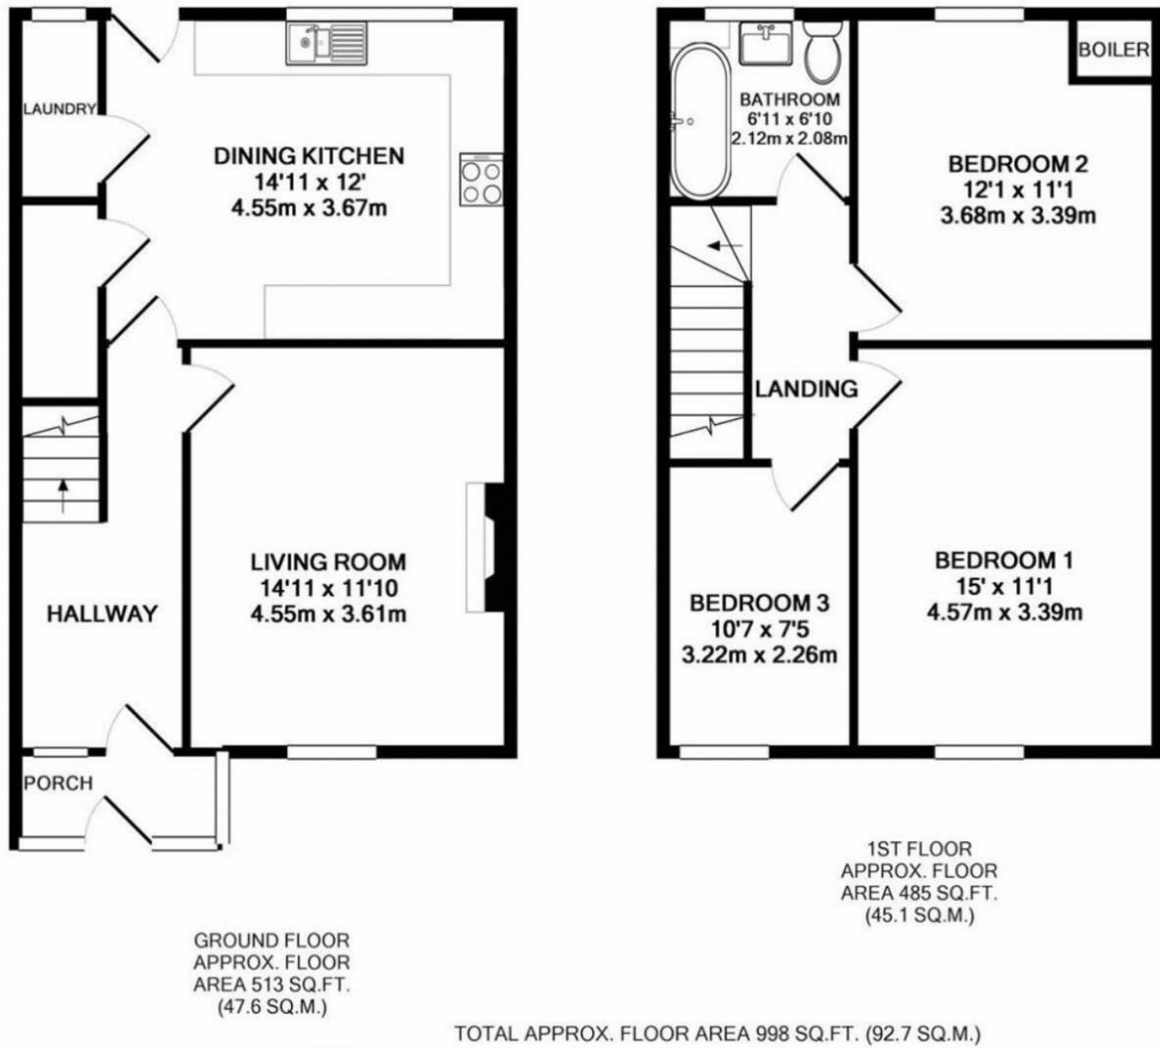 LAUNDRY
DINING KITCHEN
14'11 x 12'
4.55m x 3.67m
LIVING ROOM
14'11 x 11'10
4.55m x 3.61m
HALLWAY
PORCH
GROUND FLOOR
APPROX. FLOOR
AREA 513 SQ.FT.
(47.6 SQ.M.)
BATHROOM
6'11 x 6'10
2.12m x 2.08m
BOILER
BEDROOM 2
12'1 x 11'1
3.68m x 3.39m
LANDING
BEDROOM 1
15' x 11'1
4.57m x 3.39m
BEDROOM 3
10'7 x 7'5
3.22m x 2.26m
1ST FLOOR
APPROX. FLOOR
AREA 485 SQ.FT.
(45.1 SQ.M.)
TOTAL APPROX. FLOOR AREA 998 SQ.FT. (92.7 SQ.M.)